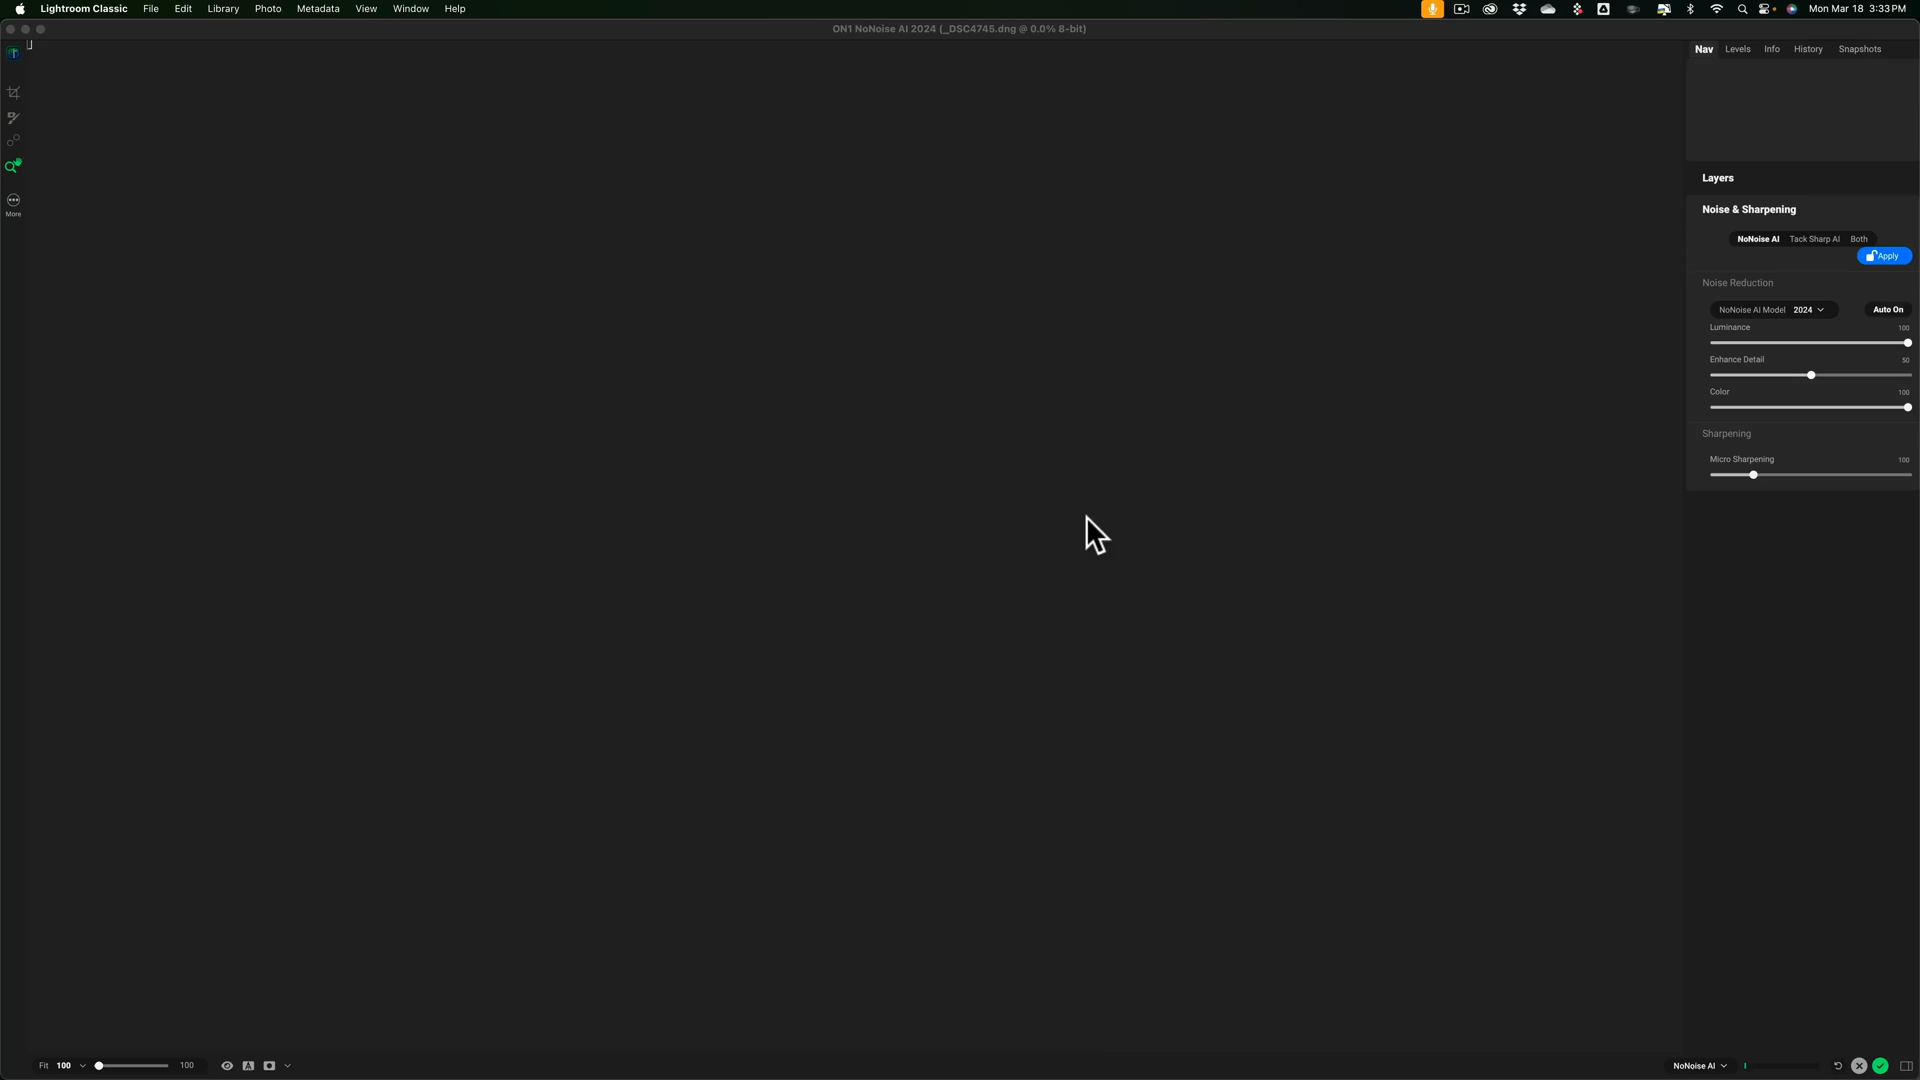 Lightroom Classic File Edit Library Photo Metadata View Window Help Mon Mar 18 3:33 PM
ON1 NoNoise AI 2024 (_DSC4745.dng @ 0.0% 8-bit)
Nav Levels Info History Snapshots
More
Layers
Noise & Sharpening
NoNoise AI Tack Sharp AI Both
Apply
Noise Reduction
NoNoise AI Model 2024 Auto On
Luminance 100
Enhance Detail 50
Color 100
Sharpening
Micro Sharpening 100
Fit 100 100 A NoNoise AI